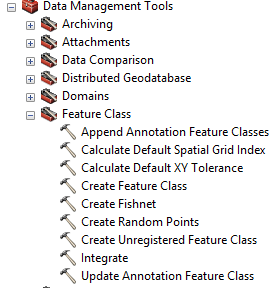 Data Management Tools
Archiving
Attachments
Data Comparison
Distributed Geodatabase
Domains
Feature Class
Append Annotation Feature Classes
Calculate Default Spatial Grid Index
Calculate Default XY Tolerance
Create Feature Class
Create Fishnet
Create Random Points
Create Unregistered Feature Class
Integrate
Update Annotation Feature Class